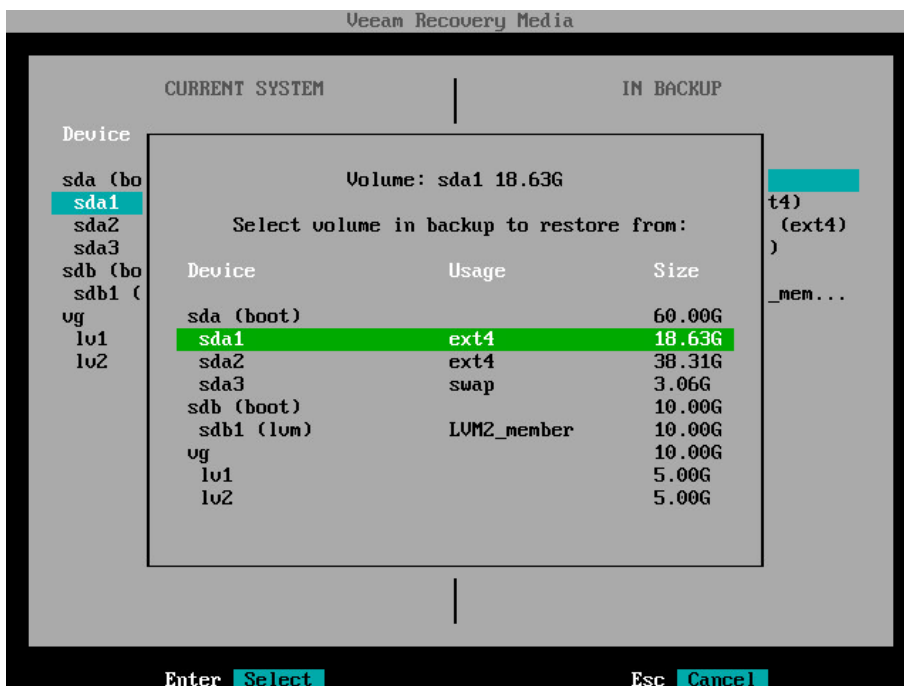 Veeam Recovery Media
CURRENT SYSTEM IN BACKUP
Device
Volume: sda1 18.63G
Select volume in backup to restore from:
Device Usage Size
sda (boot) 60.00G
sda1 ext4 18.63G
sda2 ext4 38.31G
sda3 swap 3.06G
sdb (boot) 10.00G
sdb1 (lvm) LVM2_member 10.00G
vg 10.00G
lv1 5.00G
lv2 5.00G
sda (bo
sda1 t4)
sda2 (ext4)
sda3 )
sdb (bo
sdb1 ( _mem...
vg
lv1
lv2
Enter Select Esc Cancel